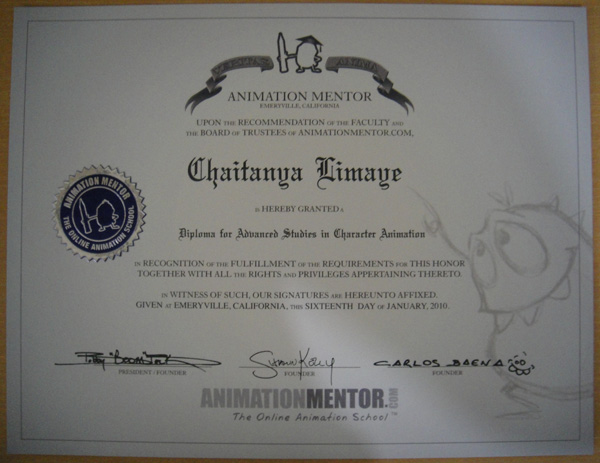 ANIMATION MENTOR
EMERYVILLE, CALIFORNIA
UPON THE RECOMMENDATION OF THE FACULTY AND
THE BOARD OF TRUSTEES OF ANIMATIONMENTOR.COM,
Chaitanya Limaye
IS HEREBY GRANTED A
Diploma for Advanced Studies in Character Animation
IN RECOGNITION OF THE FULFILLMENT OF THE REQUIREMENTS FOR THIS HONOR
TOGETHER WITH ALL THE RIGHTS AND PRIVILEGES APPERTAINING THERETO.
IN WITNESS OF SUCH, OUR SIGNATURES ARE HEREUNTO AFFIXED.
GIVEN AT EMERYVILLE, CALIFORNIA, THIS SIXTEENTH DAY OF JANUARY, 2010.
ANIMATION MENTOR
THE ONLINE ANIMATION SCHOOL
CARLOS BAENA
PRESIDENT / FOUNDER
FOUNDER
FOUNDER
ANIMATIONMENTOR.COM
The Online Animation School